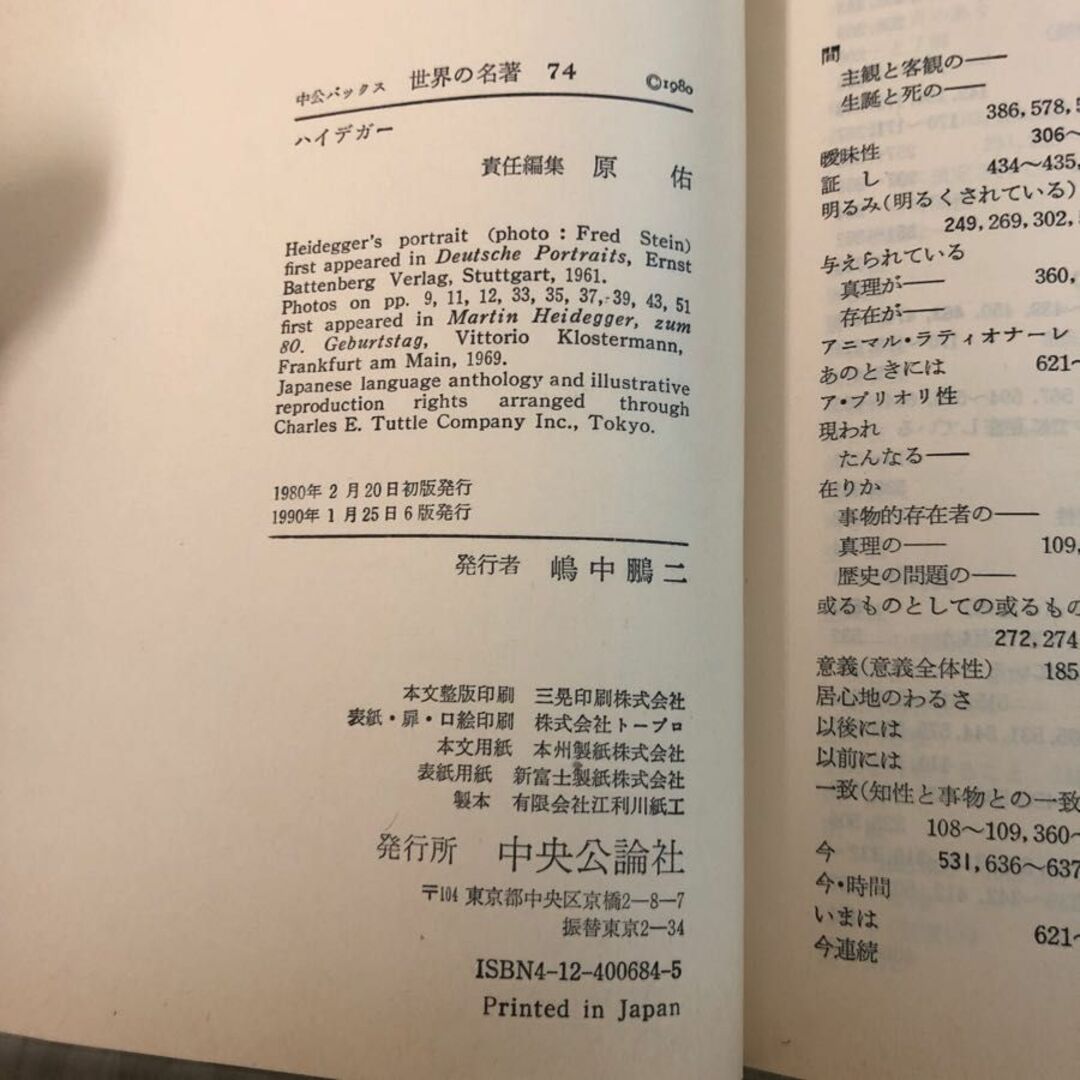 中公バックス 世界の名著 74 ©1980
ハイデガー
責任編集 原 佑
Heidegger's portrait (photo : Fred Stein)
first appeared in Deutsche Portraits, Ernst
Battenberg Verlag, Stuttgart, 1961.
Photos on pp. 9, 11, 12, 33, 35, 37, 39, 43, 51
first appeared in Martin Heidegger, zum
80. Geburtstag, Vittorio Klostermann,
Frankfurt am Main, 1969.
Japanese language anthology and illustrative
reproduction rights arranged through
Charles E. Tuttle Company Inc., Tokyo.
1980年2月20日初版発行
1990年1月25日6版発行
発行者 嶋中鵬二
本文整版印刷 三晃印刷株式会社
表紙・扉・口絵印刷 株式会社トープロ
本文用紙 本州製紙株式会社
表紙用紙 新富士製紙株式会社
製本 有限会社江利川紙工
発行所 中央公論社
〒104 東京都中央区京橋2-8-7
振替東京2-34
ISBN4-12-400684-5
Printed in Japan
間
主観と客観の――
生誕と死の――
386, 578,
306〜
曖昧性
証し 434〜435,
明るみ(明るくされている)
249, 269, 302,
与えられている
真理が―― 360,
存在が――
アニマル・ラティオナーレ
あのときには 621〜
ア・プリオリ性
現われ
たんなる――
在りか
事物的存在者の――
真理の―― 109,
歴史の問題の――
或るものとしての或るもの
272, 274
意義(意義全体性) 185
居心地のわるさ
以後には
以前には
一致(知性と事物との一致
108〜109, 360〜
今 531, 636〜637
今・時間
いまは 621〜
今連続